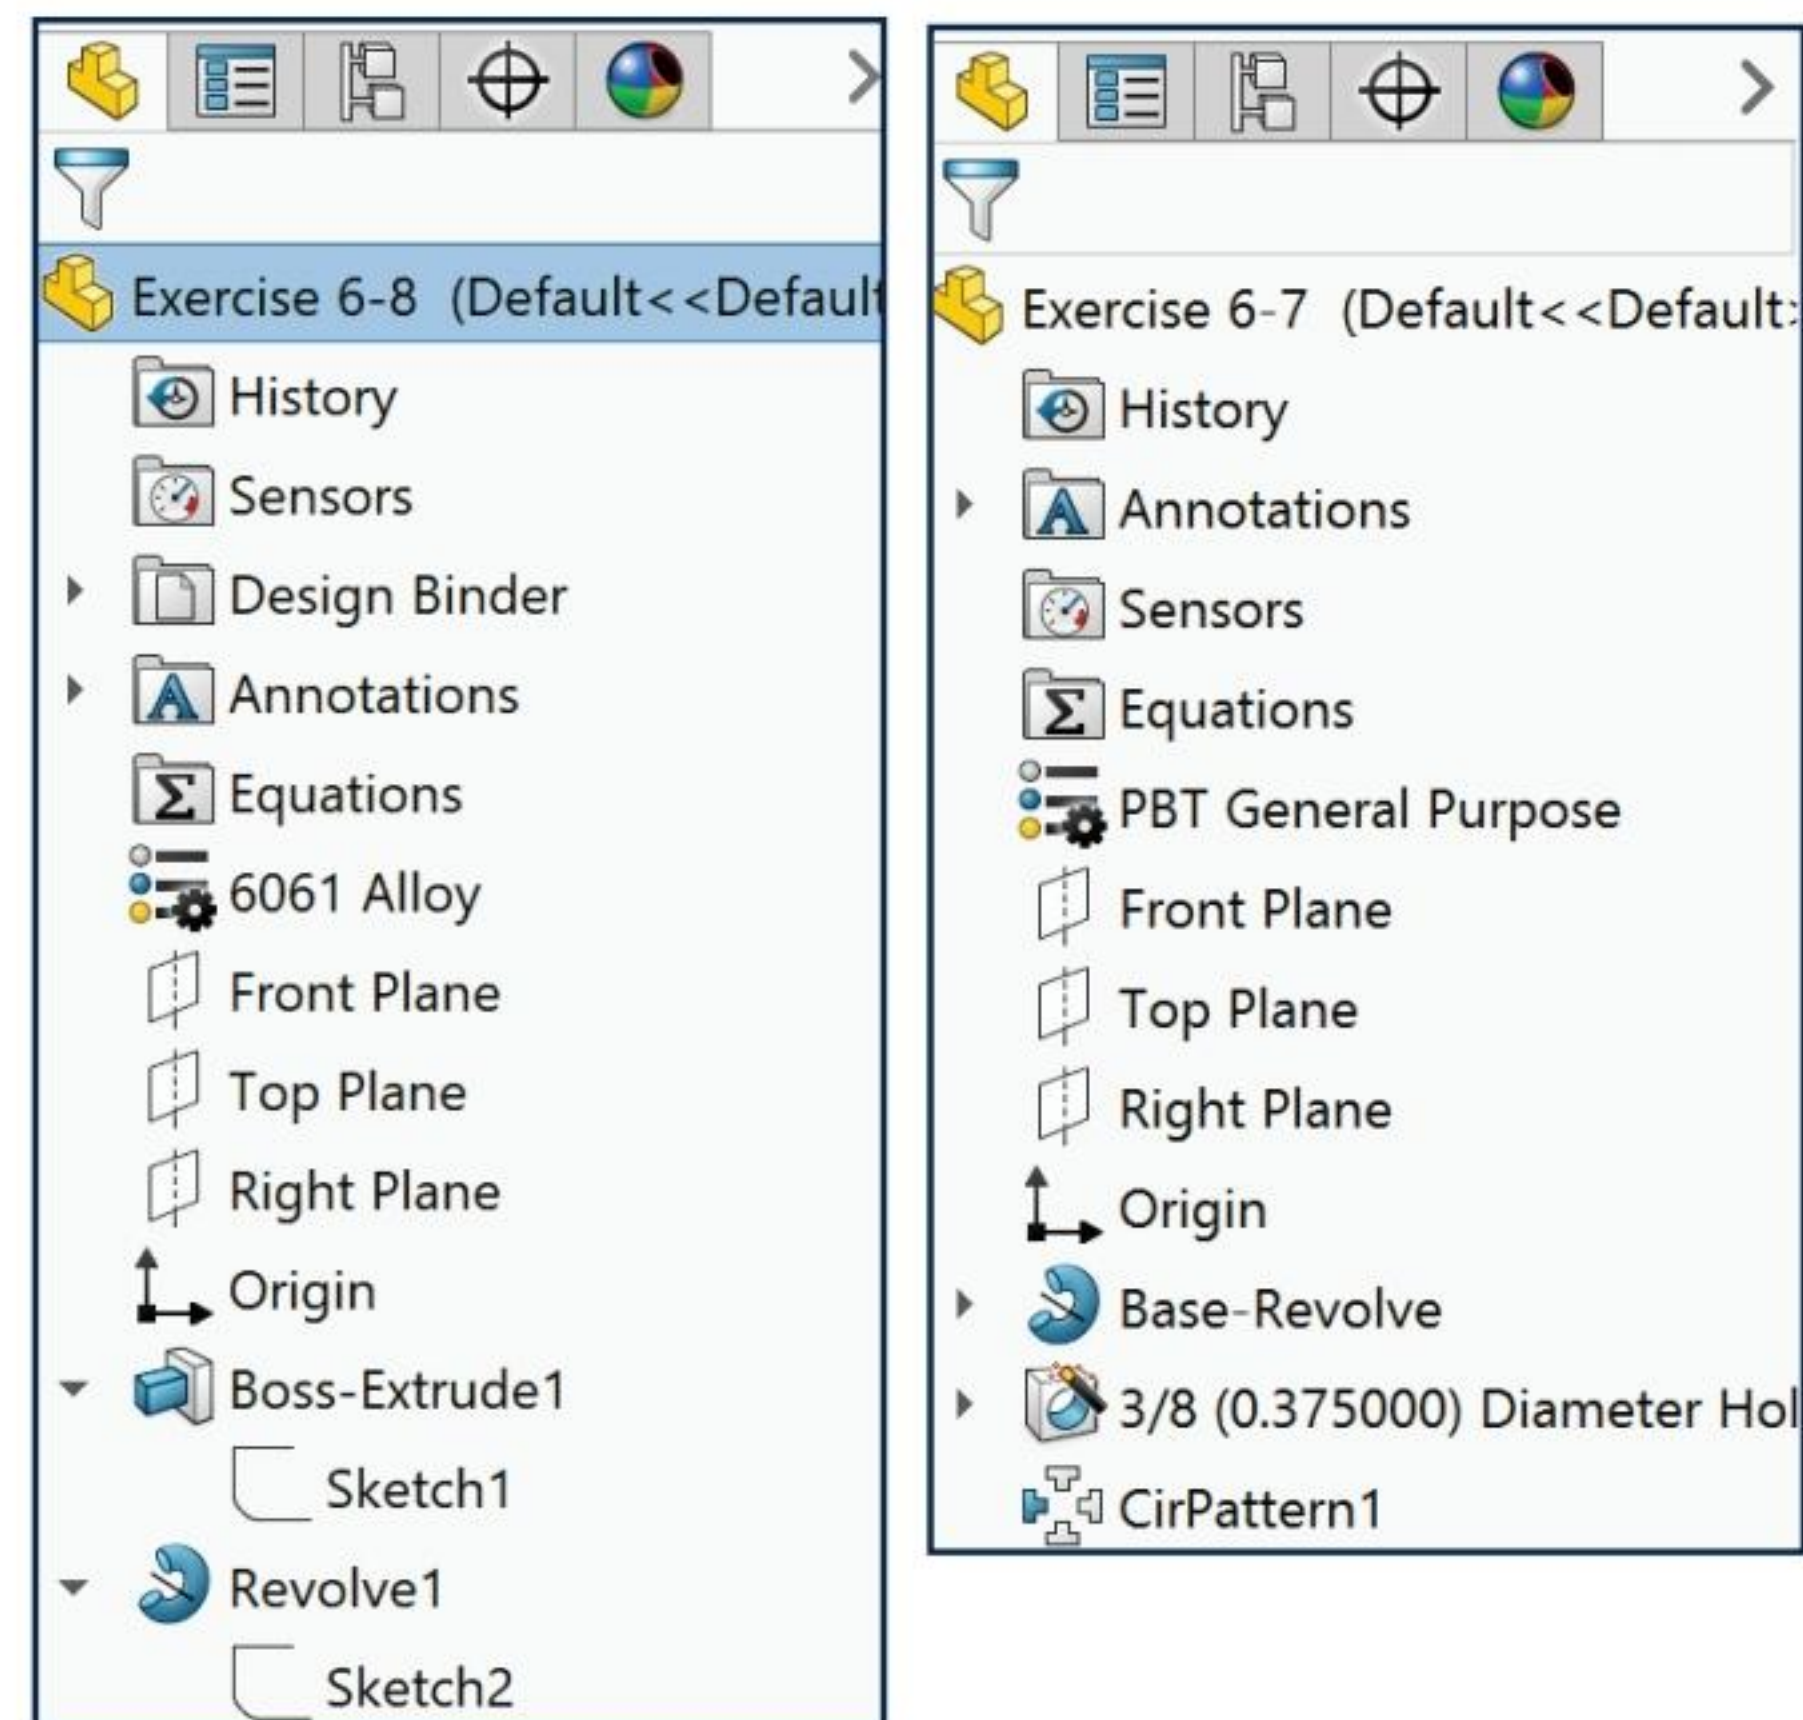 Exercise 6-8 (Default<<Default
History
Sensors
Design Binder
Annotations
Equations
6061 Alloy
Front Plane
Top Plane
Right Plane
Origin
Boss-Extrude1
Sketch1
Revolve1
Sketch2
Exercise 6-7 (Default<<Default>
History
Annotations
Sensors
Equations
PBT General Purpose
Front Plane
Top Plane
Right Plane
Origin
Base-Revolve
3/8 (0.375000) Diameter Hol
CirPattern1